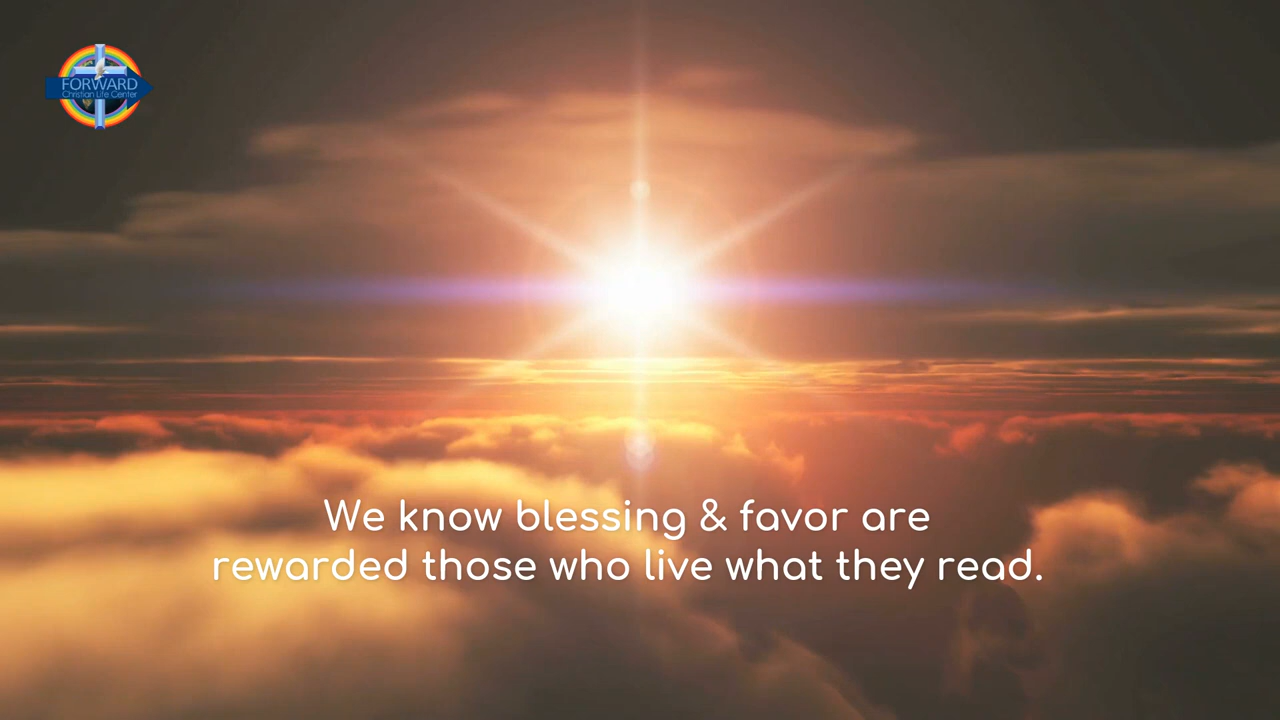 FORWARD
Christian Life Center
We know blessing & favor are
rewarded those who live what they read.